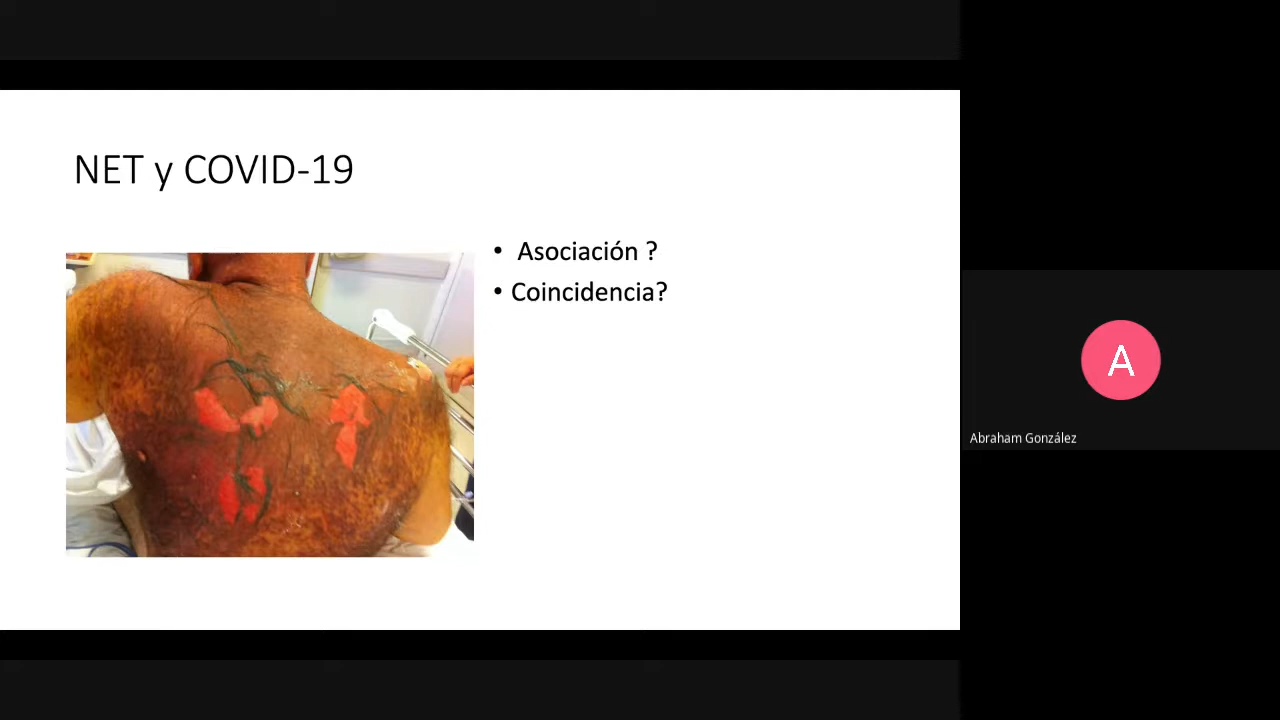 NET y COVID-19
• Asociación ?
• Coincidencia?
A
Abraham González